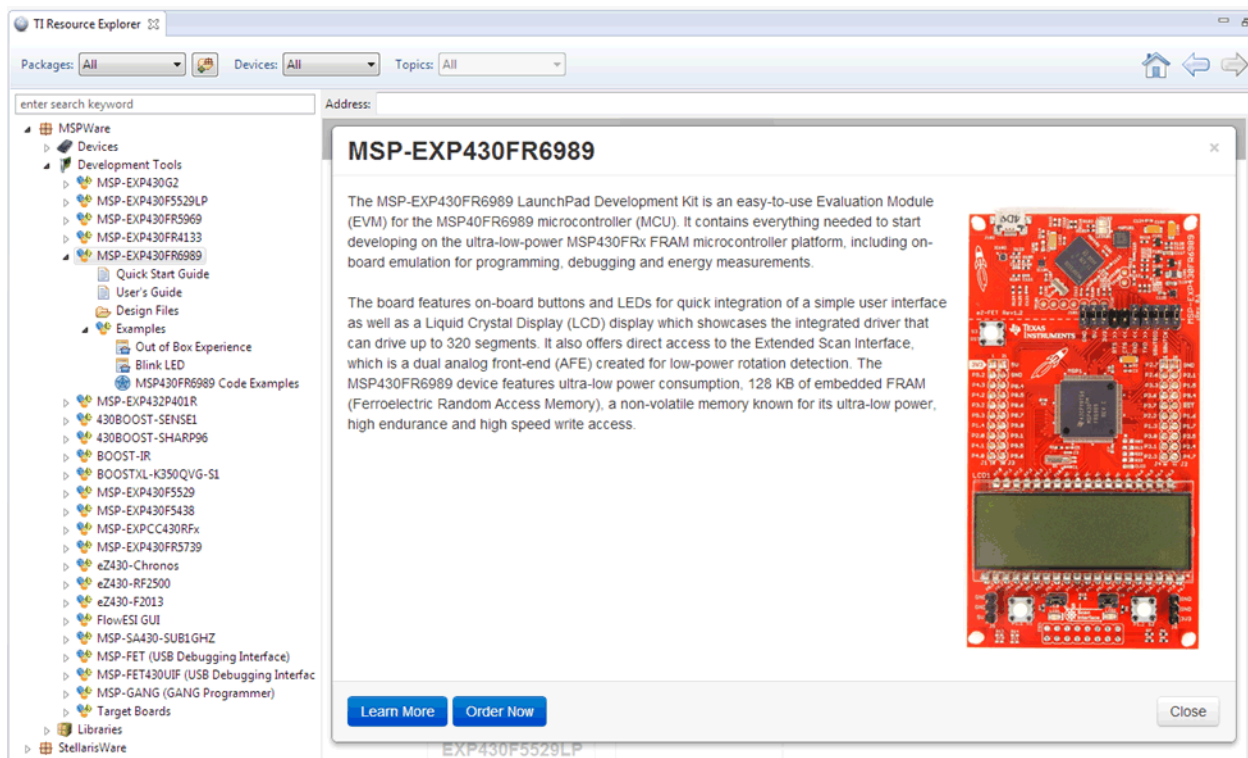 TI Resource Explorer
Packages: All Devices: All Topics: All
enter search keyword
Address:
MSPWare
Devices
Development Tools
MSP-EXP430G2
MSP-EXP430F5529LP
MSP-EXP430FR5969
MSP-EXP430FR4133
MSP-EXP430FR6989
Quick Start Guide
User's Guide
Design Files
Examples
Out of Box Experience
Blink LED
MSP430FR6989 Code Examples
MSP-EXP432P401R
430BOOST-SENSE1
430BOOST-SHARP96
BOOST-IR
BOOSTXL-K350QVG-S1
MSP-EXP430F5529
MSP-EXP430F5438
MSP-EXPCC430RFx
MSP-EXP430FR5739
eZ430-Chronos
eZ430-RF2500
eZ430-F2013
FlowESI GUI
MSP-SA430-SUB1GHZ
MSP-FET (USB Debugging Interface)
MSP-FET430UIF (USB Debugging Interfac
MSP-GANG (GANG Programmer)
Target Boards
Libraries
StellarisWare
MSP-EXP430FR6989
The MSP-EXP430FR6989 LaunchPad Development Kit is an easy-to-use Evaluation Module
(EVM) for the MSP40FR6989 microcontroller (MCU). It contains everything needed to start
developing on the ultra-low-power MSP430FRx FRAM microcontroller platform, including on-
board emulation for programming, debugging and energy measurements.
The board features on-board buttons and LEDs for quick integration of a simple user interface
as well as a Liquid Crystal Display (LCD) display which showcases the integrated driver that
can drive up to 320 segments. It also offers direct access to the Extended Scan Interface,
which is a dual analog front-end (AFE) created for low-power rotation detection. The
MSP430FR6989 device features ultra-low power consumption, 128 KB of embedded FRAM
(Ferroelectric Random Access Memory), a non-volatile memory known for its ultra-low power,
high endurance and high speed write access.
TEXAS
INSTRUMENTS
MSP-EXP430FR6989
LCD1
Learn More
Order Now
Close
EXP430F5529LP